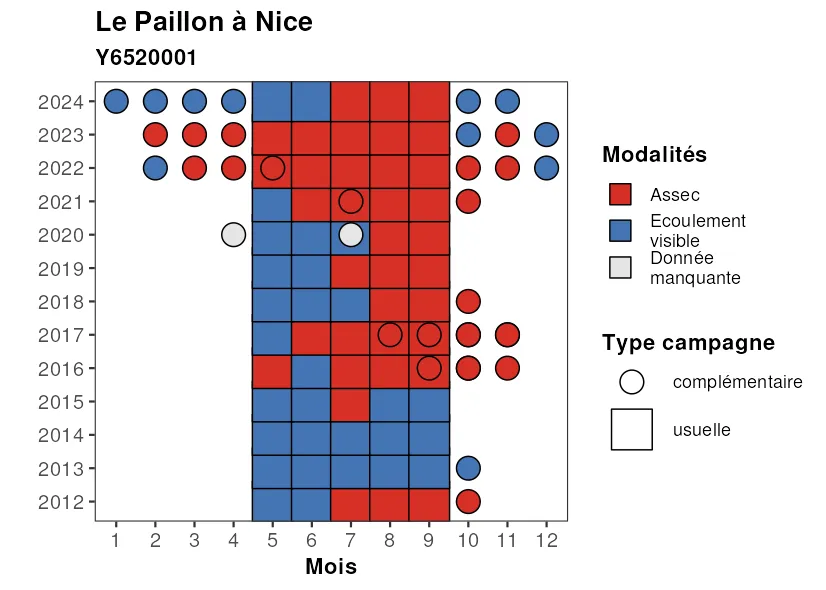 Le Paillon à Nice
Y6520001
2024
2023
2022
2021
2020
2019
2018
2017
2016
2015
2014
2013
2012
1 2 3 4 5 6 7 8 9 10 11 12
Mois
Modalités
Assec
Ecoulement
visible
Donnée
manquante
Type campagne
complémentaire
usuelle